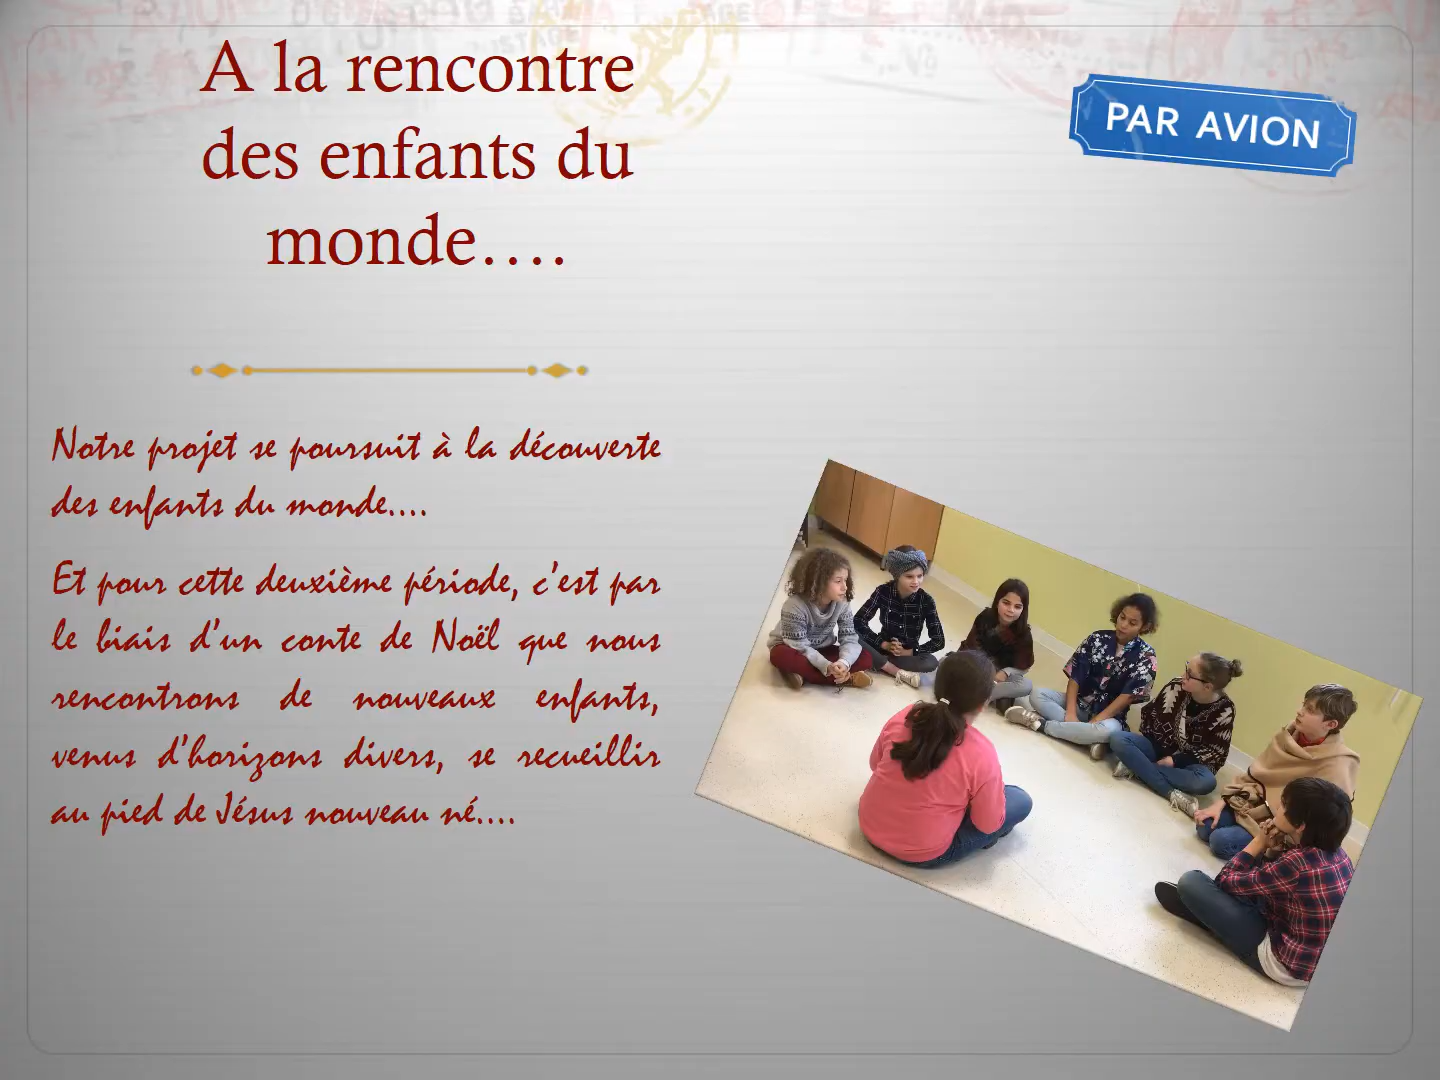 A la rencontre
des enfants du
monde….
PAR AVION
Notre projet se poursuit à la découverte
des enfants du monde….
Et pour cette deuxième période, c’est par
le biais d’un conte de Noël que nous
rencontrons de nouveaux enfants,
venus d’horizons divers, se recueillir
au pied de Jésus nouveau né….